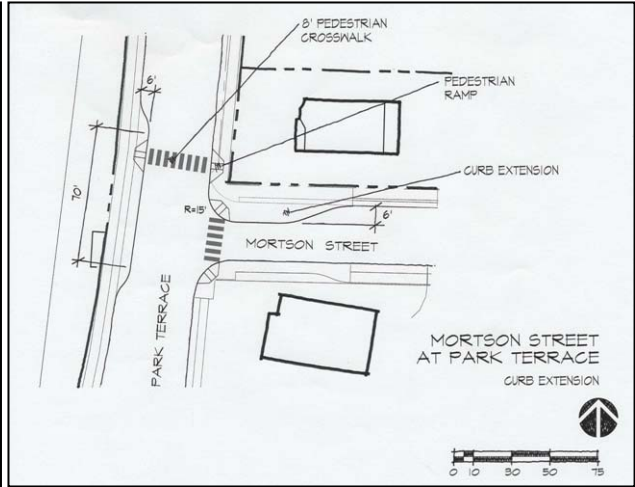 8' PEDESTRIAN
CROSSWALK
6'
PEDESTRIAN
RAMP
CURB EXTENSION
70'
R=15'
6'
MORTSON STREET
PARK TERRACE
MORTSON STREET
AT PARK TERRACE
CURB EXTENSION
0 10 30 50 75